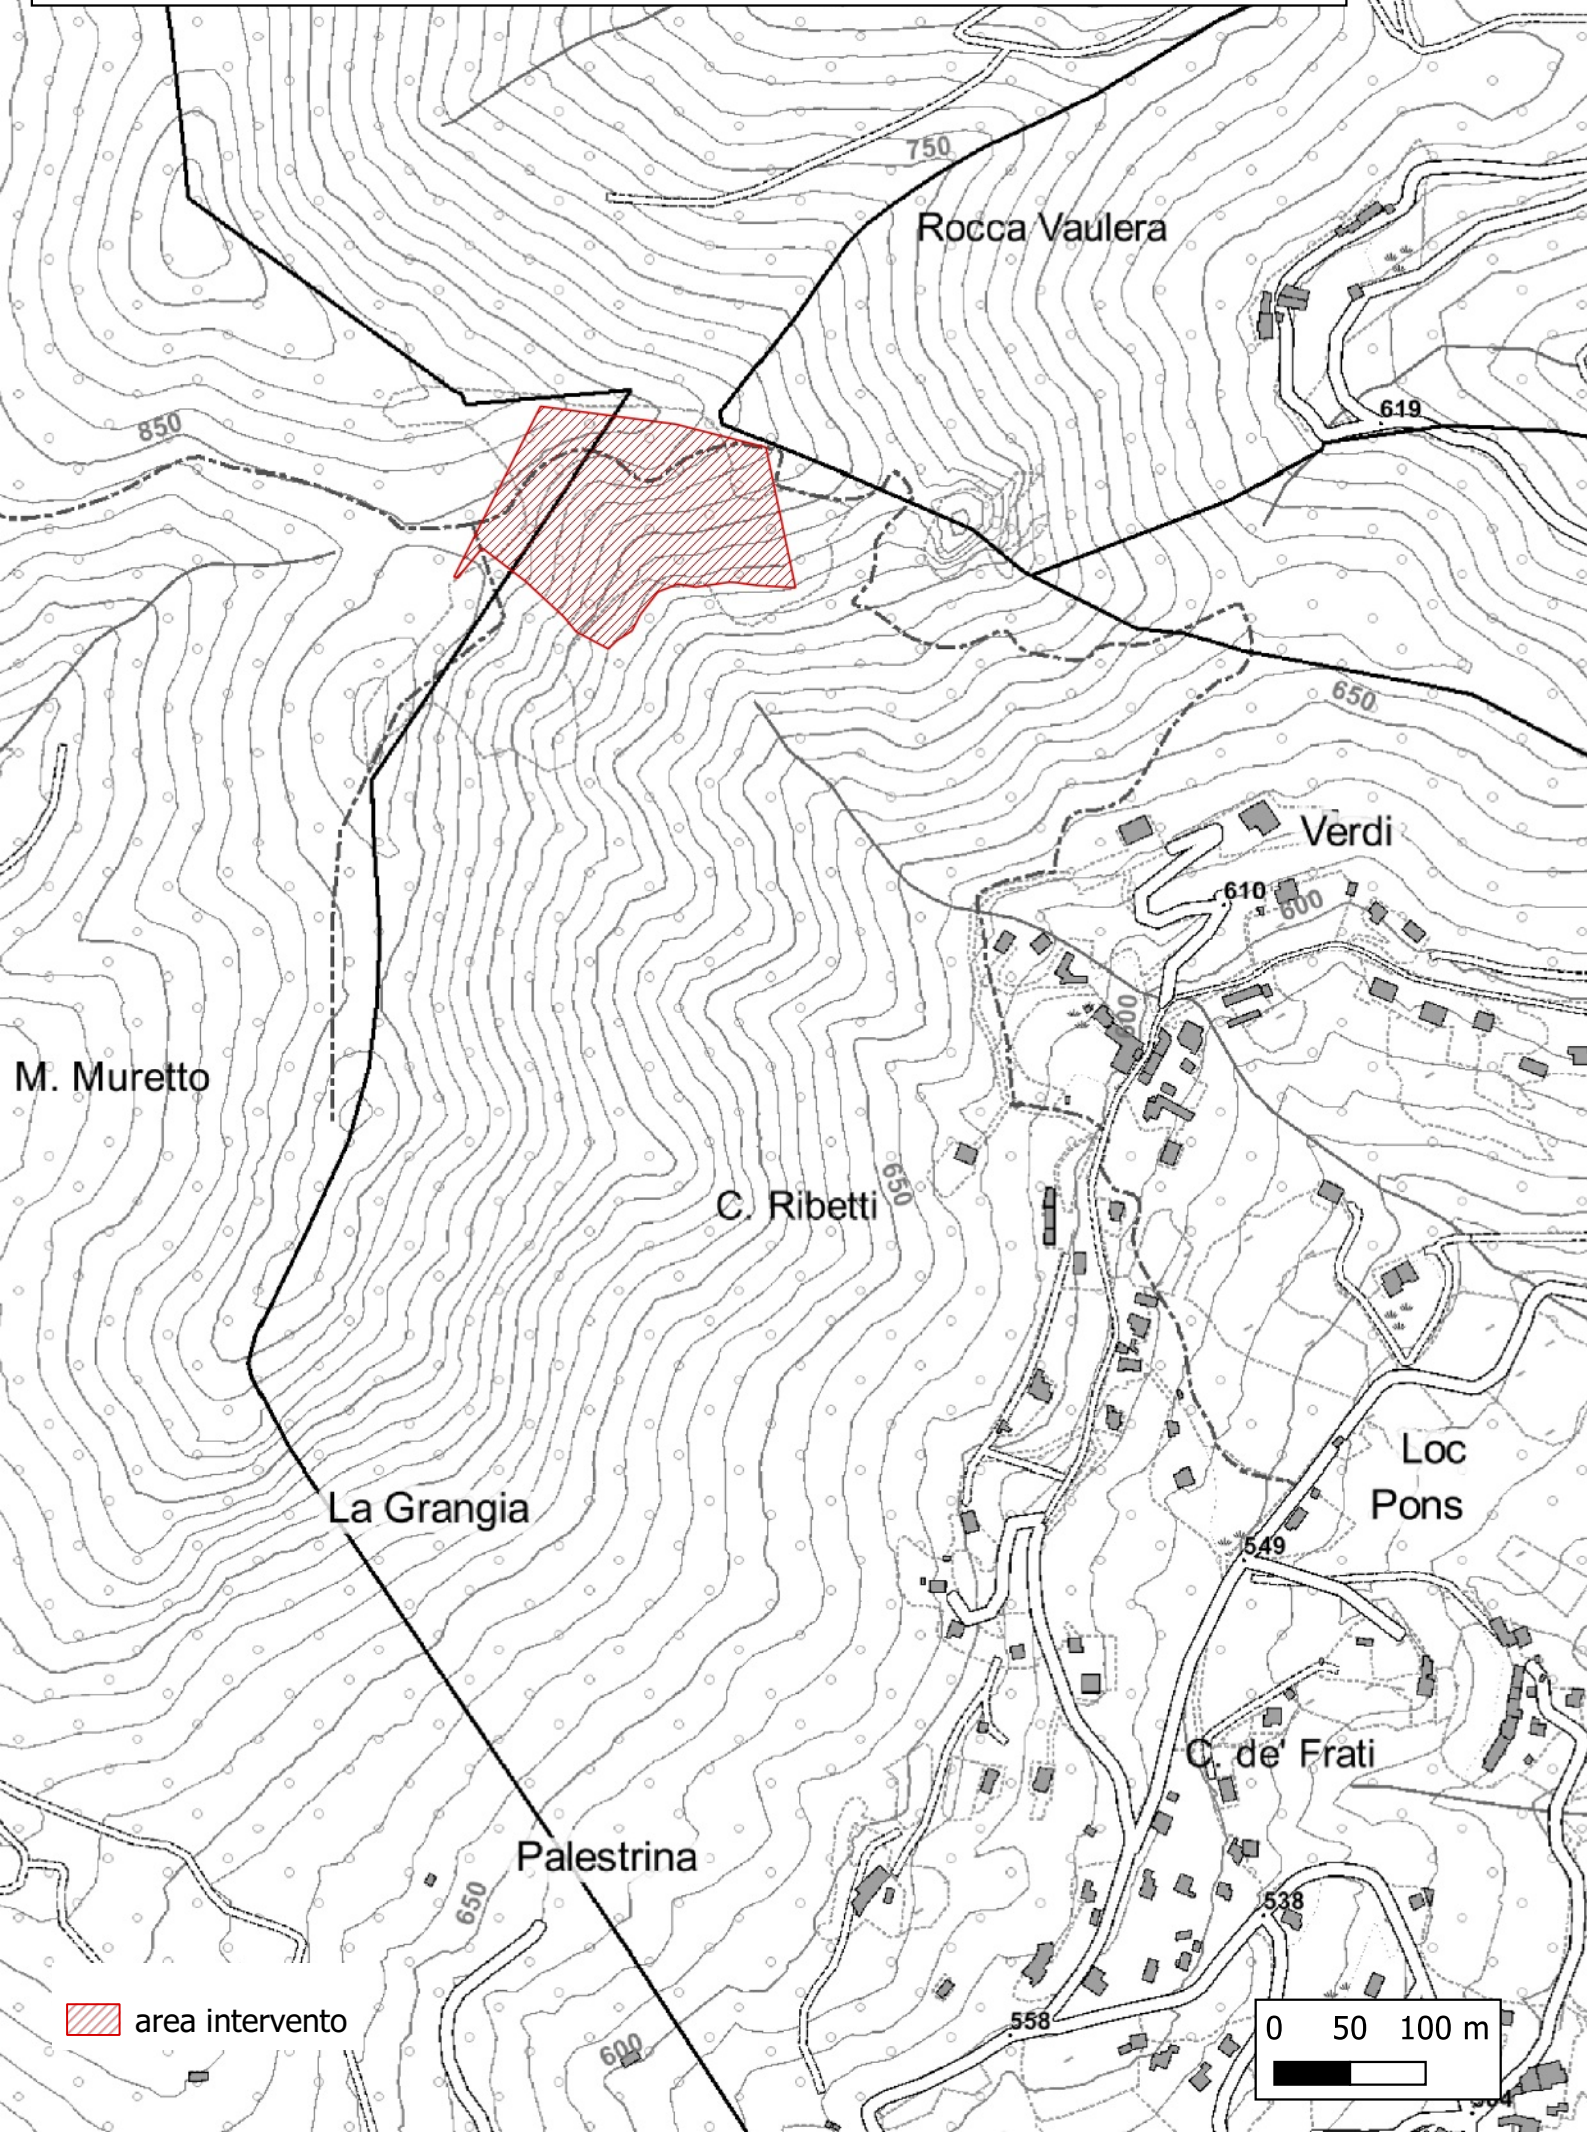 750
Rocca Vaulera
619
850
650
Verdi
610
600
600
M. Muretto
650
C. Ribetti
Loc
Pons
La Grangia
549
C. de' Frati
Palestrina
650
538
area intervento
558
0 50 100 m
600